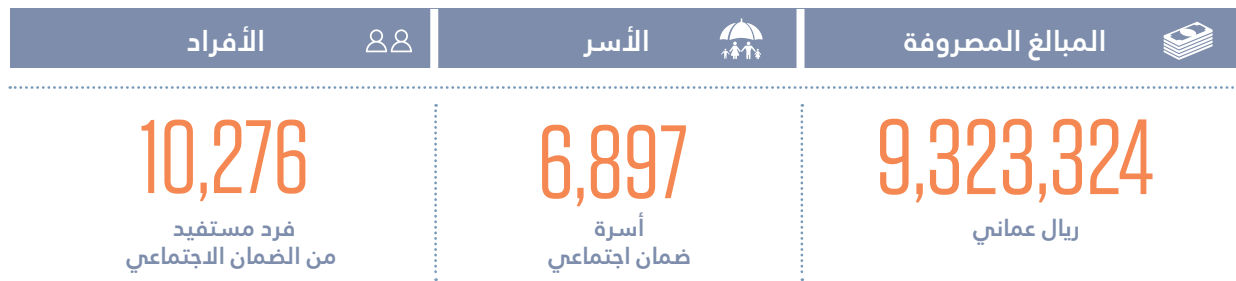 المبالغ المصروفة
9,323,324
ريال عماني
الأسر
6,897
أسرة
ضمان اجتماعي
الأفراد
10,276
فرد مستفيد
من الضمان الاجتماعي